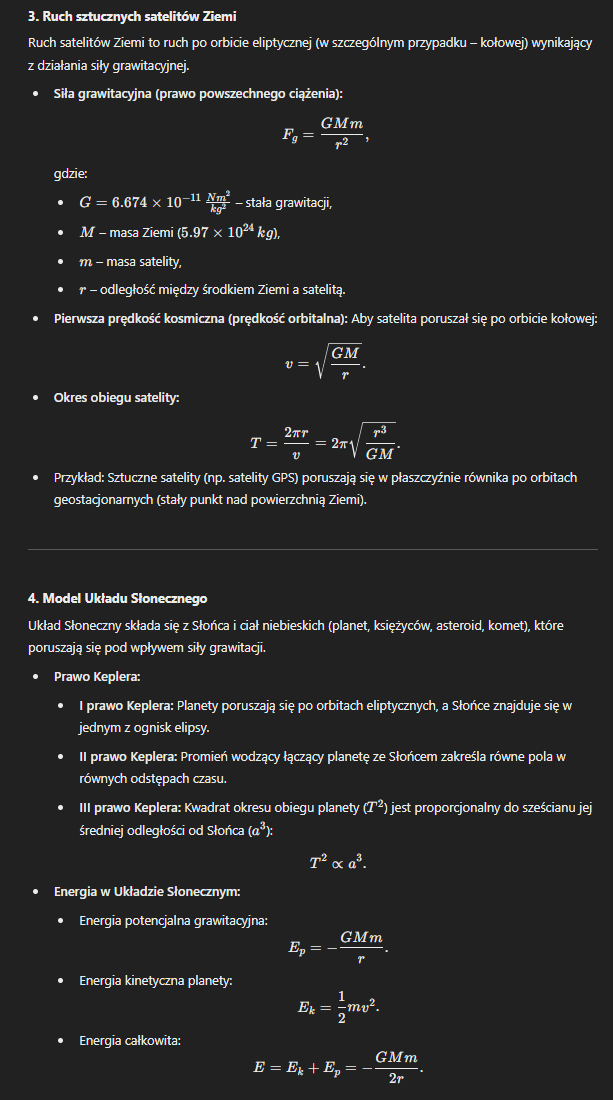 3. Ruch sztucznych satelitów Ziemi
Ruch satelitów Ziemi to ruch po orbicie eliptycznej (w szczególnym przypadku – kołowej) wynikający
z działania siły grawitacyjnej.
• Siła grawitacyjna (prawo powszechnego ciążenia):
F_g = \frac{GMm}{r^2},
gdzie:
• G = 6.674 × 10^{-11} \frac{Nm^2}{kg^2} – stała grawitacji,
• M – masa Ziemi (5.97 × 10^{24} kg),
• m – masa satelity,
• r – odległość między środkiem Ziemi a satelitą.
• Pierwsza prędkość kosmiczna (prędkość orbitalna): Aby satelita poruszał się po orbicie kołowej:
v = \sqrt{\frac{GM}{r}}.
• Okres obiegu satelity:
T = \frac{2πr}{v} = 2π\sqrt{\frac{r^3}{GM}}.
• Przykład: Sztuczne satelity (np. satelity GPS) poruszają się w płaszczyźnie równika po orbitach
geostacjonarnych (stały punkt nad powierzchnią Ziemi).
4. Model Układu Słonecznego
Układ Słoneczny składa się z Słońca i ciał niebieskich (planet, księżyców, asteroid, komet), które
poruszają się pod wpływem siły grawitacji.
• Prawo Keplera:
• I prawo Keplera: Planety poruszają się po orbitach eliptycznych, a Słońce znajduje się w
jednym z ognisk elipsy.
• II prawo Keplera: Promień wodzący łączący planetę ze Słońcem zakreśla równe pola w
równych odstępach czasu.
• III prawo Keplera: Kwadrat okresu obiegu planety (T^2) jest proporcjonalny do sześcianu jej
średniej odległości od Słońca (a^3):
T^2 ∝ a^3.
• Energia w Układzie Słonecznym:
• Energia potencjalna grawitacyjna:
E_p = -\frac{GMm}{r}.
• Energia kinetyczna planety:
E_k = \frac{1}{2}mv^2.
• Energia całkowita:
E = E_k + E_p = -\frac{GMm}{2r}.